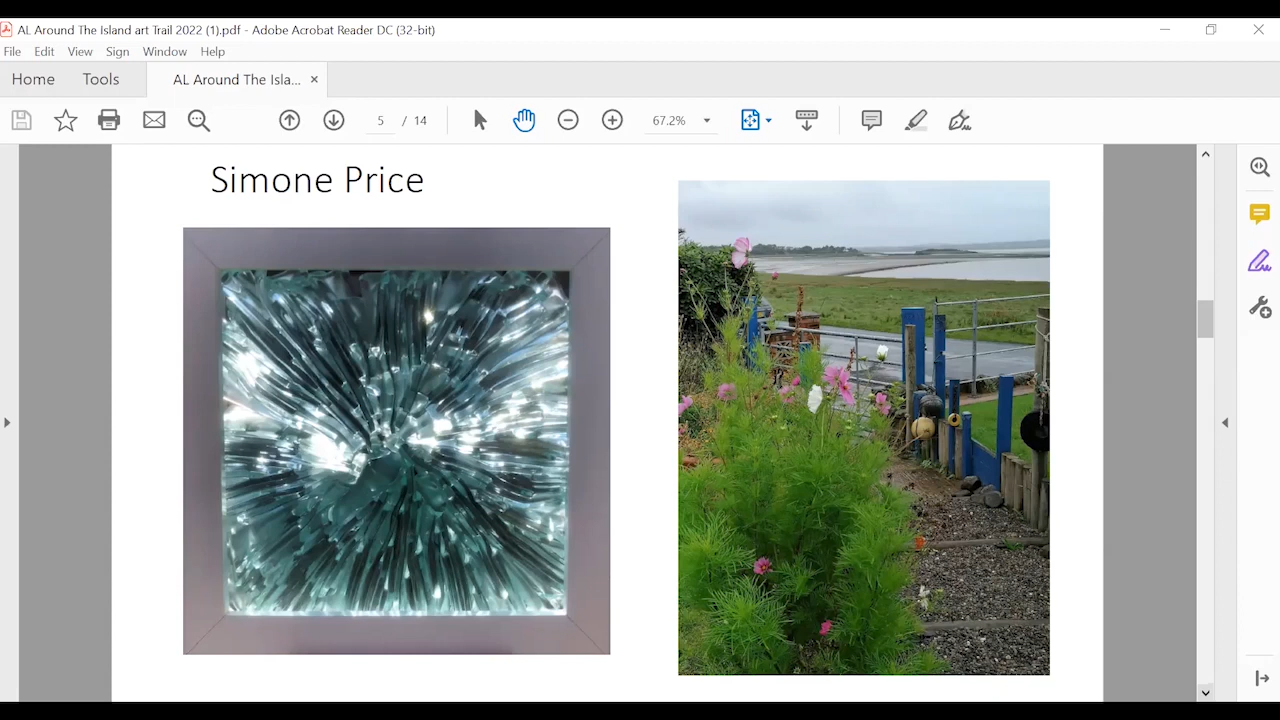 AL Around The Island art Trail 2022 (1).pdf - Adobe Acrobat Reader DC (32-bit)
File Edit View Sign Window Help
Home Tools AL Around The Isla... ×
5 / 14 67.2%
Simone Price